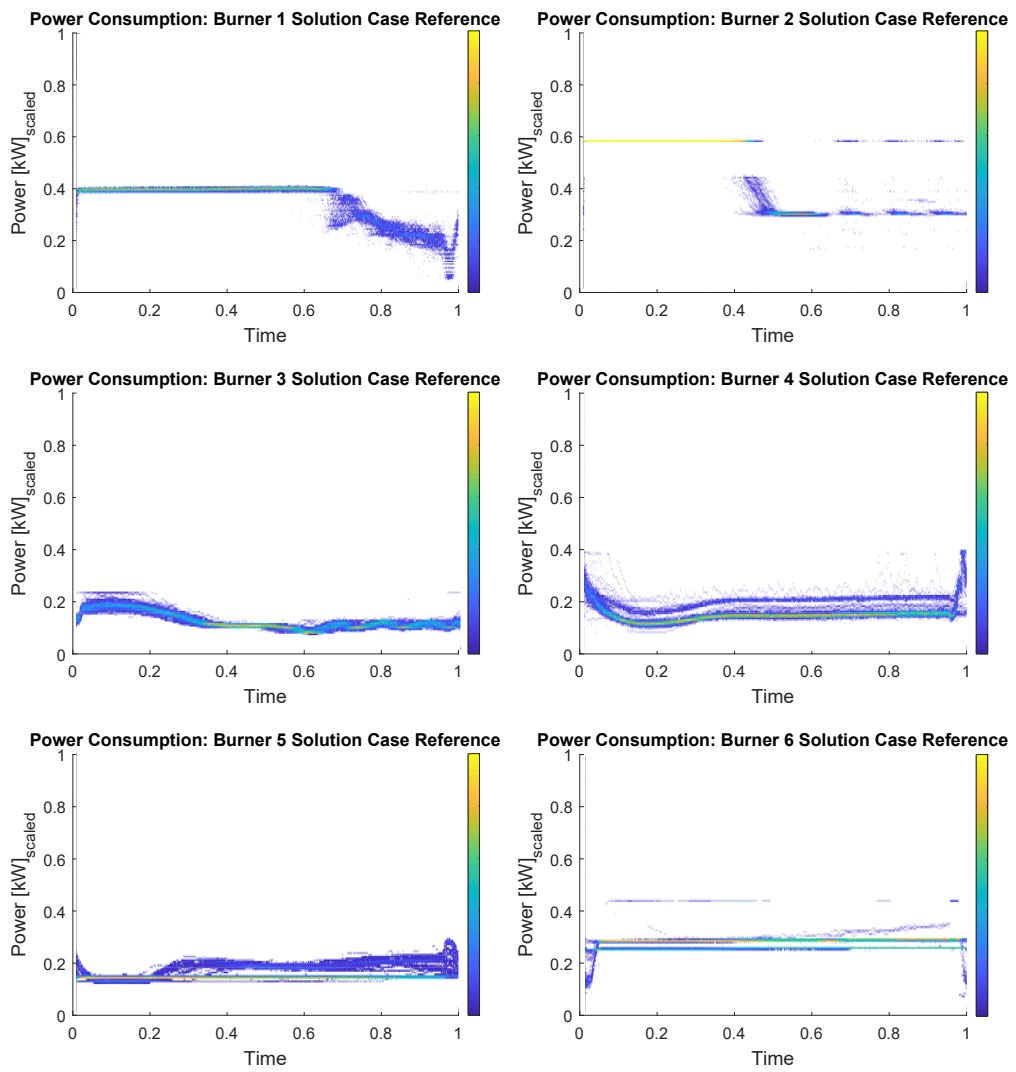 Power Consumption: Burner 1 Solution Case Reference
1
0.8
0.6
0.4
0.2
0
Power [kW]scaled
0 0.2 0.4 0.6 0.8 1
Time
Power Consumption: Burner 2 Solution Case Reference
1
0.8
0.6
0.4
0.2
0
Power [kW]scaled
0 0.2 0.4 0.6 0.8 1
Time
Power Consumption: Burner 3 Solution Case Reference
1
0.8
0.6
0.4
0.2
0
Power [kW]scaled
0 0.2 0.4 0.6 0.8 1
Time
Power Consumption: Burner 4 Solution Case Reference
1
0.8
0.6
0.4
0.2
0
Power [kW]scaled
0 0.2 0.4 0.6 0.8 1
Time
Power Consumption: Burner 5 Solution Case Reference
1
0.8
0.6
0.4
0.2
0
Power [kW]scaled
0 0.2 0.4 0.6 0.8 1
Time
Power Consumption: Burner 6 Solution Case Reference
1
0.8
0.6
0.4
0.2
0
Power [kW]scaled
0 0.2 0.4 0.6 0.8 1
Time